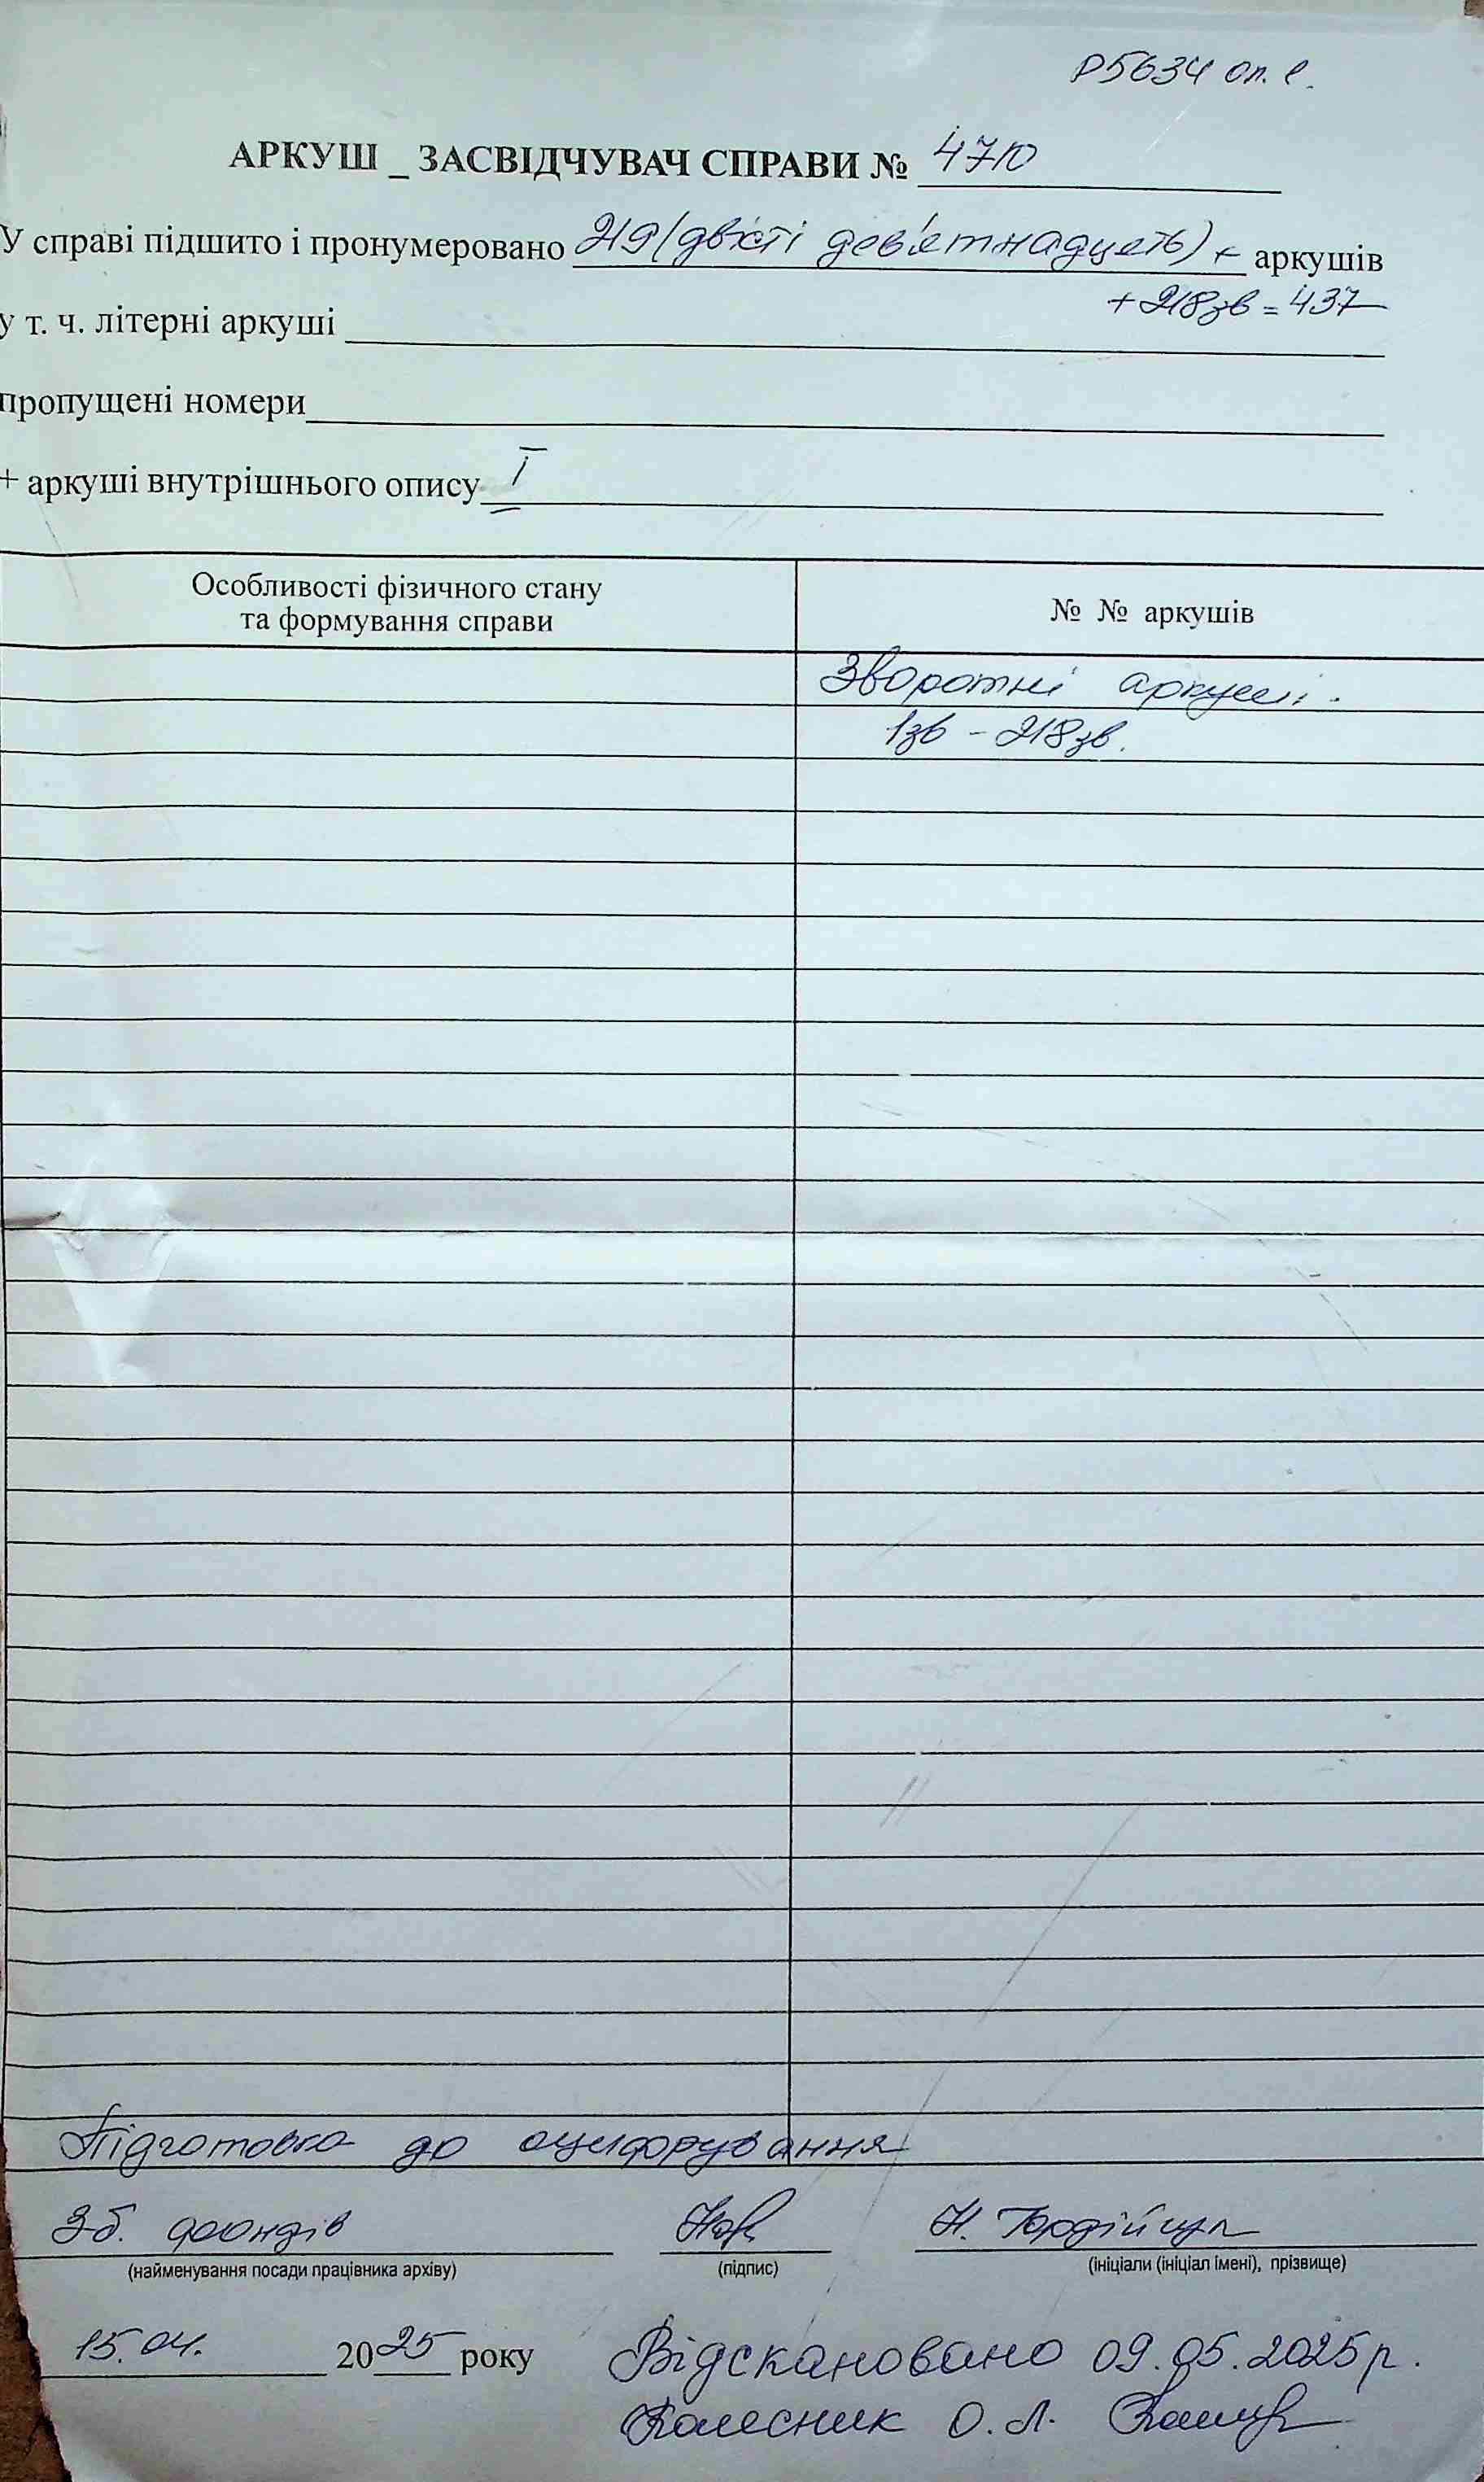 Р5634 оп. 1.
АРКУШ _ ЗАСВІДЧУВАЧ СПРАВИ № 4710
У справі підшито і пронумеровано 219 (двісті дев'ятнадцять) + аркушів
+ 218зв = 437
у т. ч. літерні аркуші
пропущені номери
+ аркуші внутрішнього опису I
Особливості фізичного стану
та формування справи
№ № аркушів
Зворотні аркуші.
1зв - 218зв.
Підготовка до оцифрування
Зб. фондів
Н. Гордійчук
(найменування посади працівника архіву) (підпис) (ініціали (ініціал імені), прізвище)
15.04. 2025 року
Відскановано 09.05.2025р.
Колесник О. Л.